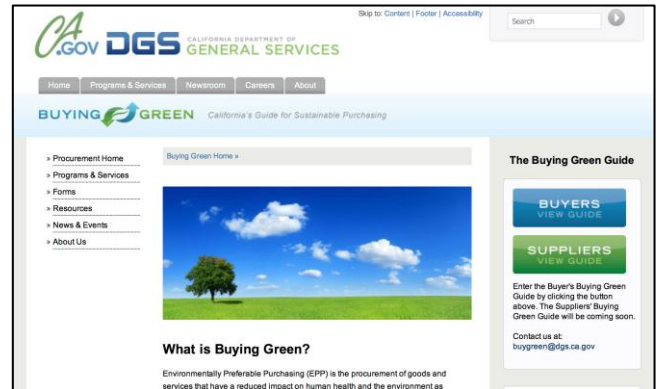 Skip to: Content | Footer | Accessibility
Search
CA.GOV DGS CALIFORNIA DEPARTMENT OF
GENERAL SERVICES
Home Programs & Services Newsroom Careers About
BUYING GREEN California's Guide for Sustainable Purchasing
» Procurement Home
» Programs & Services
» Forms
» Resources
» News & Events
» About Us
Buying Green Home »
What is Buying Green?
Environmentally Preferable Purchasing (EPP) is the procurement of goods and
services that have a reduced impact on human health and the environment as
The Buying Green Guide
BUYERS
VIEW GUIDE
SUPPLIERS
VIEW GUIDE
Enter the Buyer's Buying Green
Guide by clicking the button
above. The Suppliers' Buying
Green Guide will be coming soon.
Contact us at:
buygreen@dgs.ca.gov